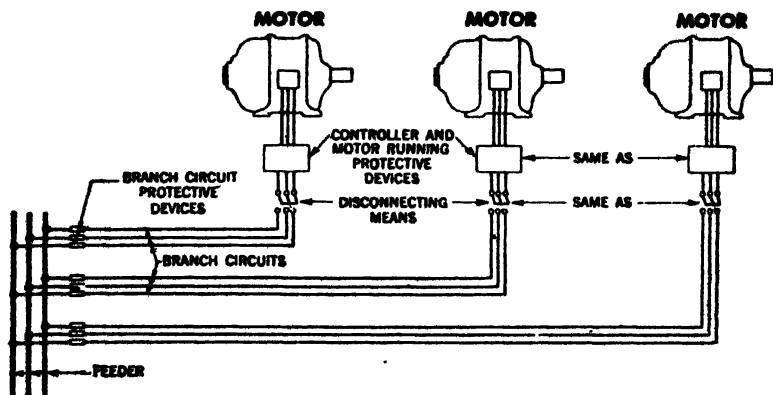 MOTOR
MOTOR
MOTOR
CONTROLLER AND
MOTOR RUNNING
PROTECTIVE
DEVICES
SAME AS
BRANCH CIRCUIT
PROTECTIVE
DEVICES
DISCONNECTING
MEANS
SAME AS
BRANCH CIRCUITS
FEEDER